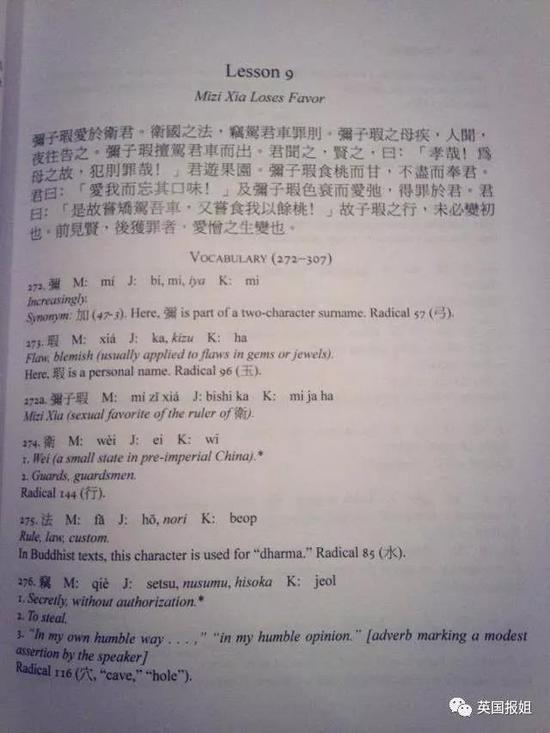 Lesson 9
Mizi Xia Loses Favor
彌子瑕愛於衛君。衛國之法，竊駕君車罪刖。彌子瑕之母疾，人聞，
夜往告之。彌子瑕擅駕君車而出。君聞之，賢之，曰：「孝哉！爲
母之故，犯刖罪哉！」君遊果園。彌子瑕食桃而甘，不盡而奉君。
君曰：「愛我而忘其口味！」及彌子瑕色衰而愛弛，得罪於君。君
曰：「是故嘗矯駕吾車，又嘗食我以餘桃！」故子瑕之行，未必變初
也。前見賢，後獲罪者，愛憎之生變也。
VOCABULARY (272–307)
272. 彌 M: mí J: bi, mi, iya K: mi
Increasingly.
Synonym: 加 (47-3). Here, 彌 is part of a two-character surname. Radical 57 (弓).
273. 瑕 M: xiá J: ka, kizu K: ha
Flaw, blemish (usually applied to flaws in gems or jewels).
Here, 瑕 is a personal name. Radical 96 (玉).
272a. 彌子瑕 M: mí zǐ xiá J: bishi ka K: mi ja ha
Mizi Xia (sexual favorite of the ruler of 衛).
274. 衛 M: wèi J: ei K: wi
1. Wei (a small state in pre-imperial China).*
2. Guards, guardsmen.
Radical 144 (行).
275. 法 M: fǎ J: hō, nori K: beop
Rule, law, custom.
In Buddhist texts, this character is used for “dharma.” Radical 85 (水).
276. 竊 M: qiè J: setsu, nusumu, hisoka K: jeol
1. Secretly, without authorization.*
2. To steal.
3. “In my own humble way . . . ,” “in my humble opinion.” [adverb marking a modest
assertion by the speaker]
Radical 116 (穴, “cave,” “hole”).
英国报姐